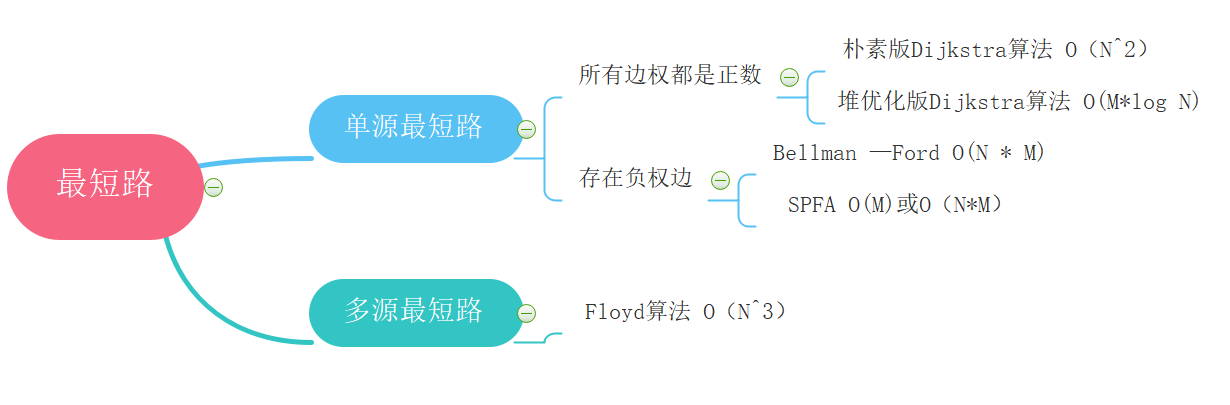 最短路
单源最短路
所有边权都是正数
朴素版Dijkstra算法 O（N^2）
堆优化版Dijkstra算法 O(M*log N)
存在负权边
Bellman —Ford O(N * M)
SPFA O(M)或O（N*M）
多源最短路
Floyd算法 O（N^3）